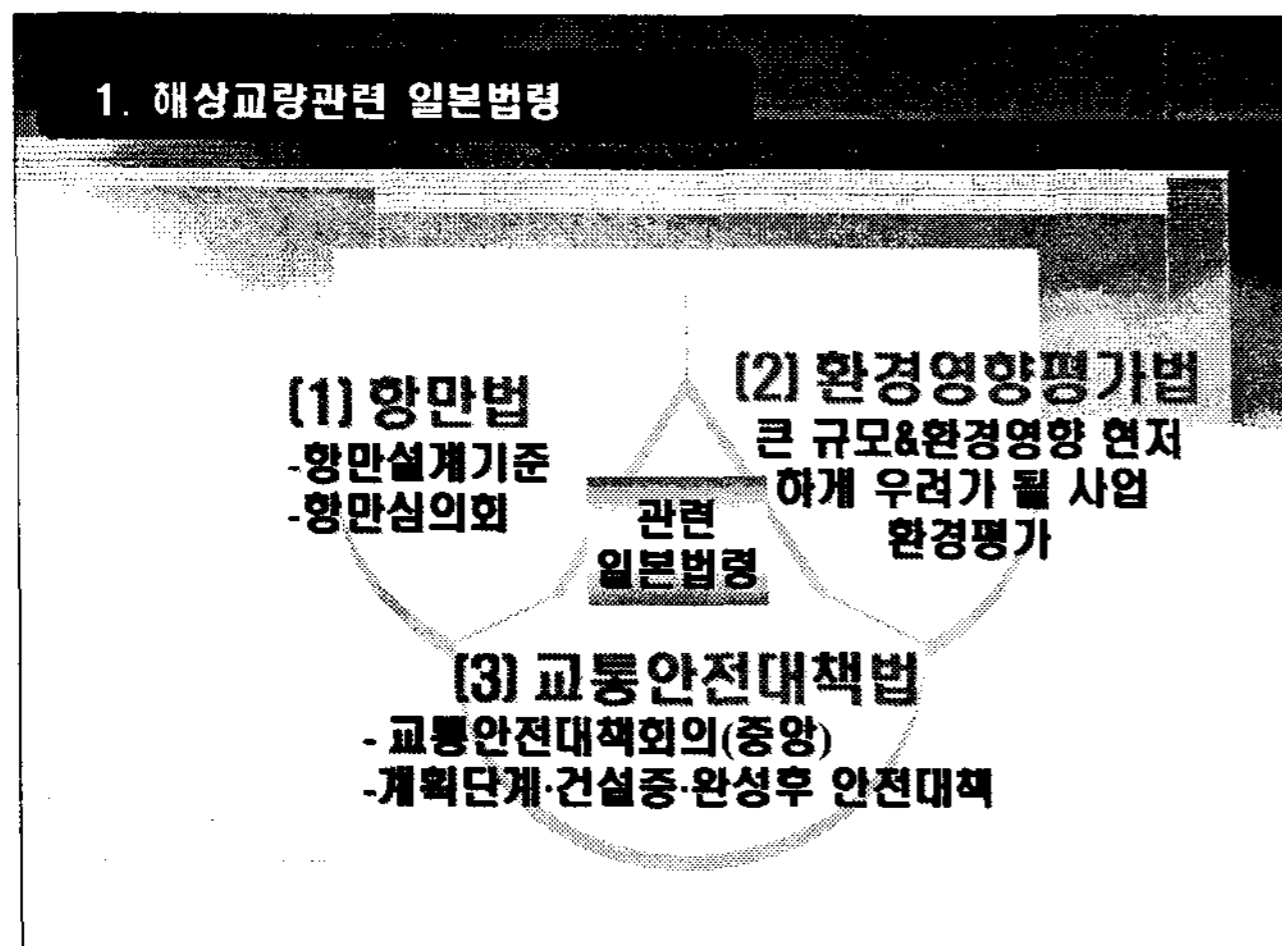 1. 해상교량관련 일본법령
(1) 항만법
-항만설계기준
-항만심의회
(2) 환경영향평가법
큰 규모&환경영향 현저
하게 우려가 될 사업
환경평가
관련
일본법령
(3) 교통안전대책법
- 교통안전대책회의(중앙)
-계획단계·건설중·완성후 안전대책